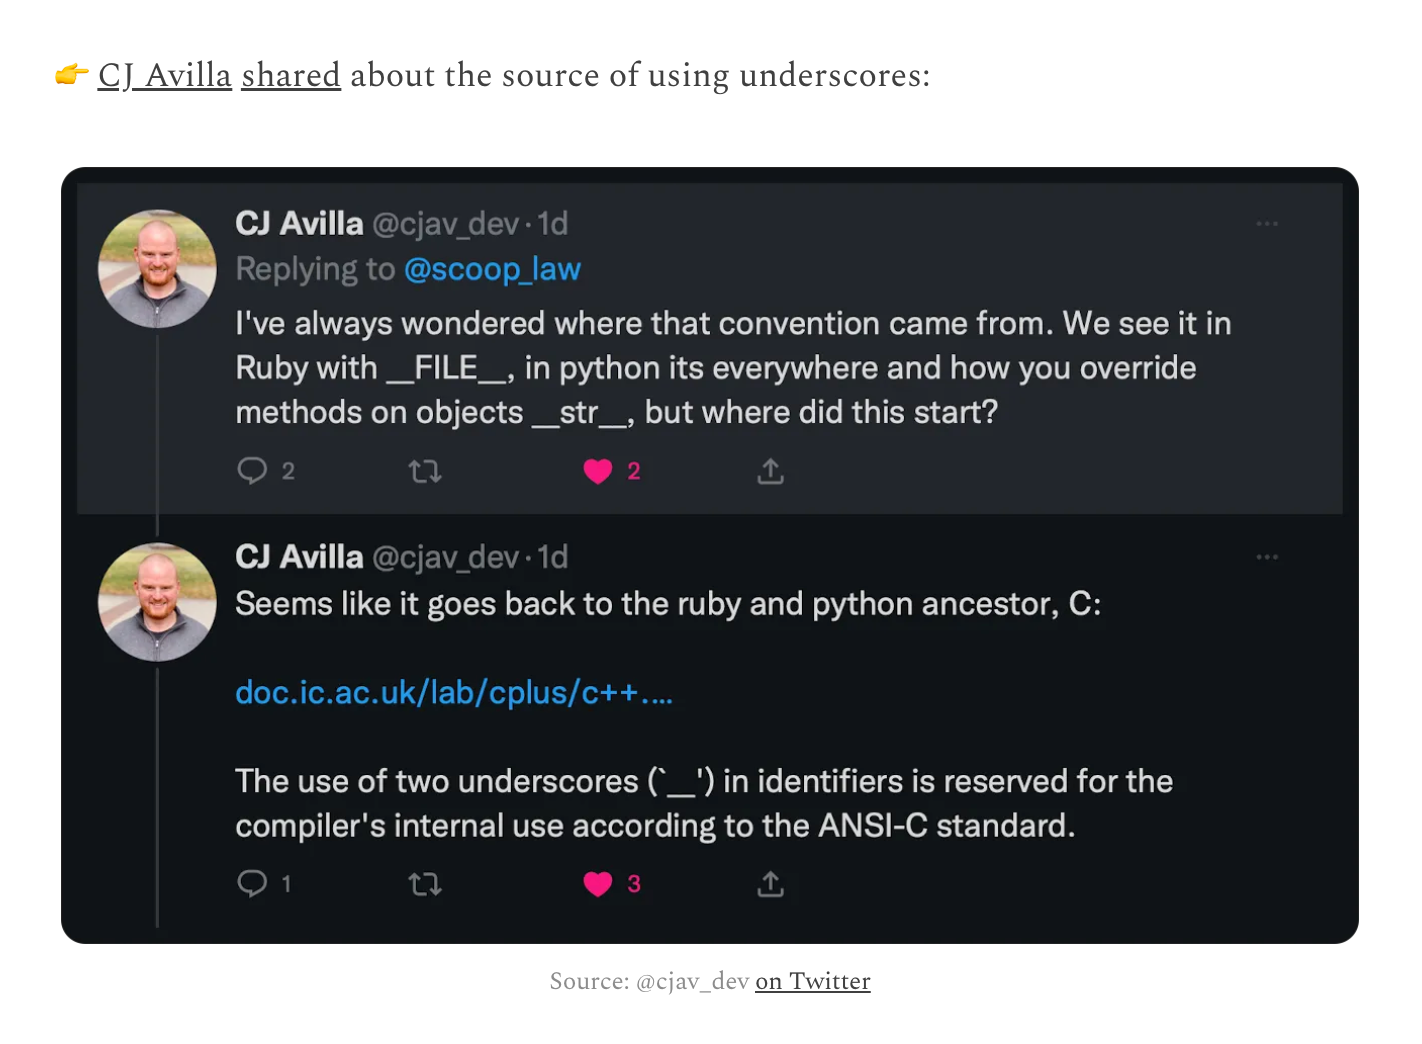 👉 CJ Avilla shared about the source of using underscores:
CJ Avilla @cjav_dev · 1d
Replying to @scoop_law
I've always wondered where that convention came from. We see it in
Ruby with __FILE__, in python its everywhere and how you override
methods on objects __str__, but where did this start?
2 2
CJ Avilla @cjav_dev · 1d
Seems like it goes back to the ruby and python ancestor, C:
doc.ic.ac.uk/lab/cplus/c++.…
The use of two underscores (`__') in identifiers is reserved for the
compiler's internal use according to the ANSI-C standard.
1 3
Source: @cjav_dev on Twitter